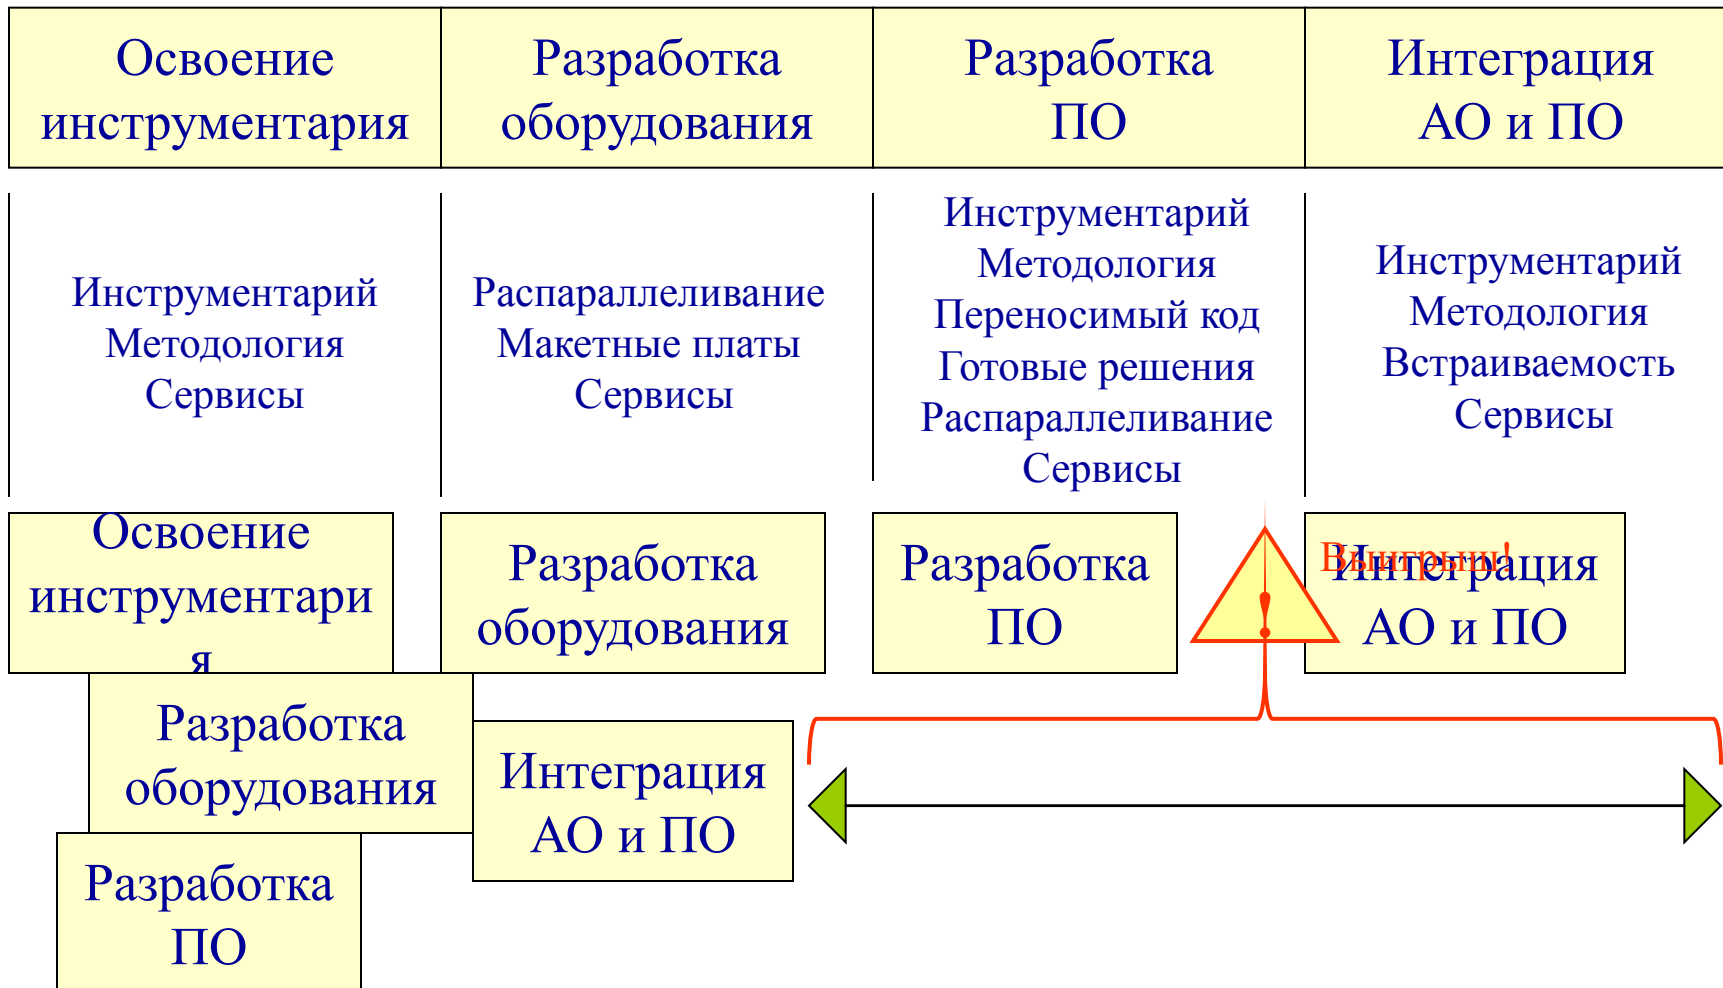 Освоение
инструментария
Разработка
оборудования
Разработка
ПО
Интеграция
АО и ПО
Инструментарий
Методология
Сервисы
Распараллеливание
Макетные платы
Сервисы
Инструментарий
Методология
Переносимый код
Готовые решения
Распараллеливание
Сервисы
Инструментарий
Методология
Встраиваемость
Сервисы
Освоение
инструментари
я
Разработка
оборудования
Разработка
ПО
!
Выигрыш!
Интеграция
АО и ПО
Разработка
оборудования
Интеграция
АО и ПО
Разработка
ПО